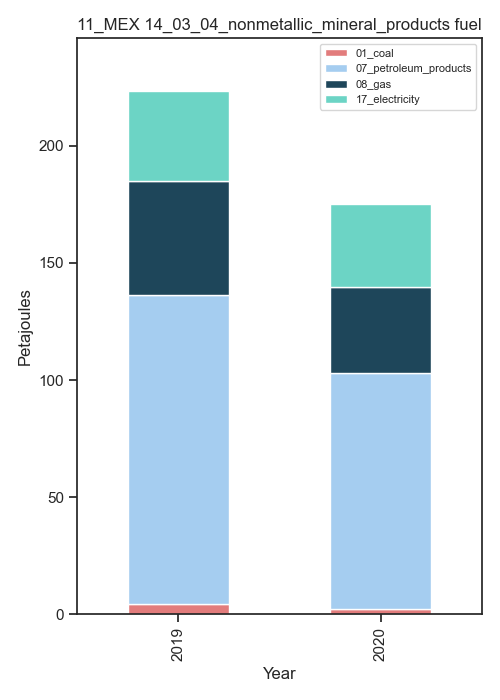 11_MEX 14_03_04_nonmetallic_mineral_products fuel
01_coal
07_petroleum_products
08_gas
17_electricity
200
150
100
50
0
Petajoules
2019
2020
Year